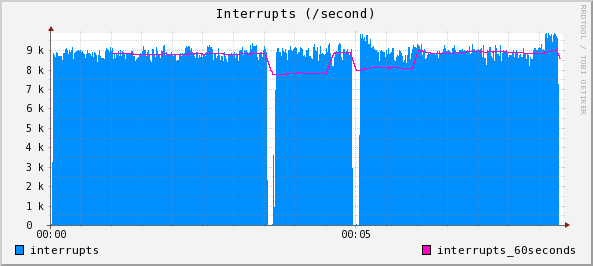 Interrupts (/second)
RRDTOOL / TOBI OETIKER
9 k
8 k
7 k
6 k
5 k
4 k
3 k
2 k
1 k
0
00:00 00:05
interrupts interrupts_60seconds